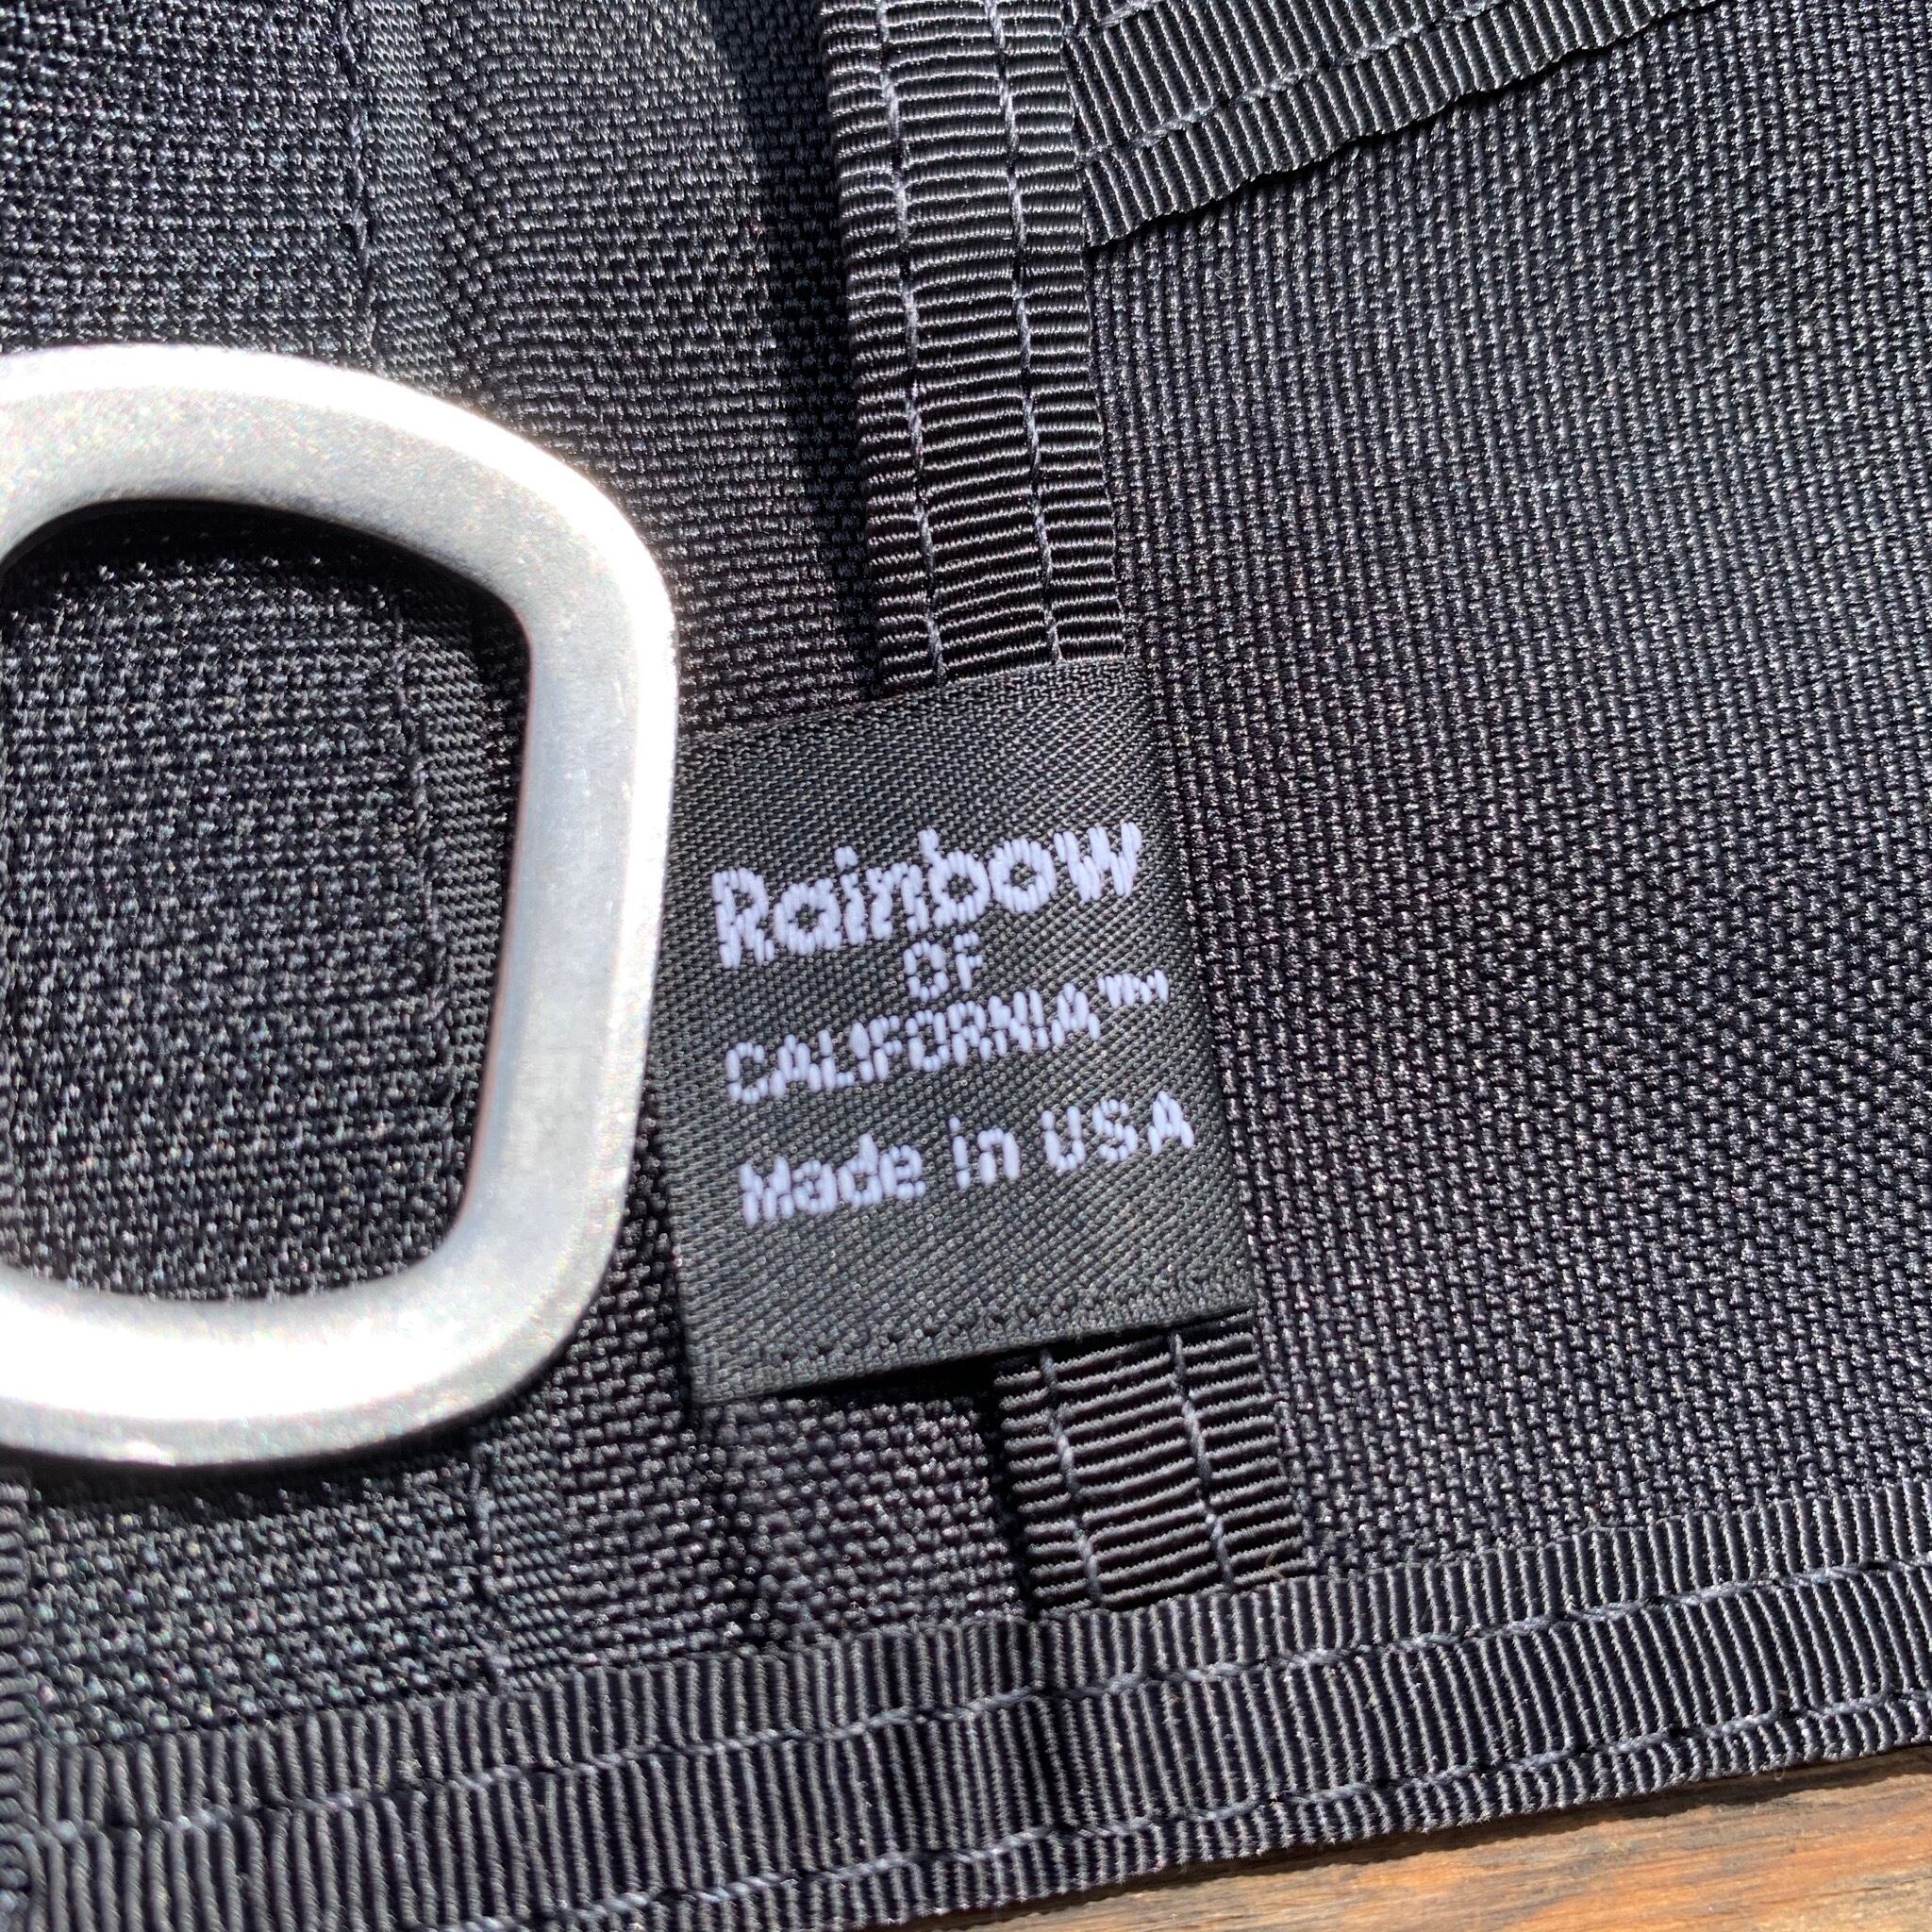 Rainbow
OF
CALIFORNIA™
Made in USA